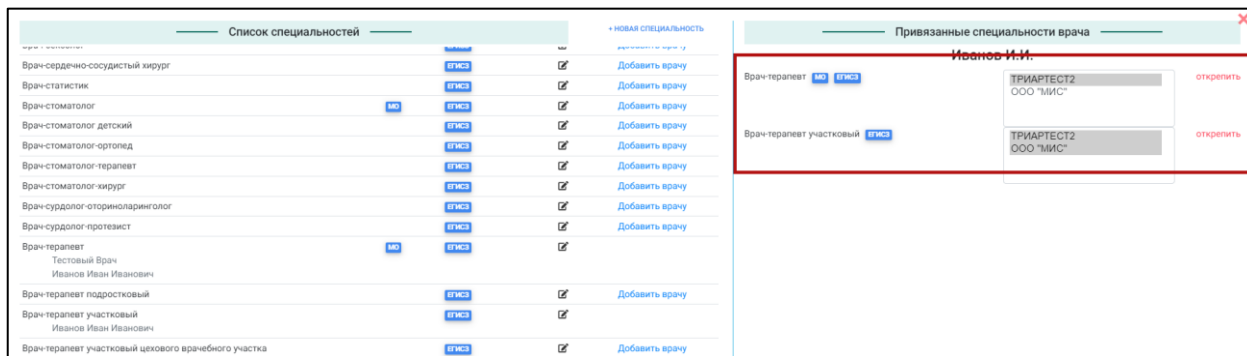 Список специальностей
+ НОВАЯ СПЕЦИАЛЬНОСТЬ
Врач-сердечно-сосудистый хирург ЕГИСЗ Добавить врачу
Врач-статистик ЕГИСЗ Добавить врачу
Врач-стоматолог МО ЕГИСЗ Добавить врачу
Врач-стоматолог детский ЕГИСЗ Добавить врачу
Врач-стоматолог-ортопед ЕГИСЗ Добавить врачу
Врач-стоматолог-терапевт ЕГИСЗ Добавить врачу
Врач-стоматолог-хирург ЕГИСЗ Добавить врачу
Врач-сурдолог-оториноларинголог ЕГИСЗ Добавить врачу
Врач-сурдолог-протезист ЕГИСЗ Добавить врачу
Врач-терапевт МО ЕГИСЗ
Тестовый Врач
Иванов Иван Иванович
Врач-терапевт подростковый ЕГИСЗ Добавить врачу
Врач-терапевт участковый ЕГИСЗ
Иванов Иван Иванович
Врач-терапевт участковый цехового врачебного участка ЕГИСЗ Добавить врачу
Привязанные специальности врача
Иванов И.И.
Врач-терапевт МО ЕГИСЗ ТРИАРТЕСТ2 открепить
ООО "МИС"
Врач-терапевт участковый ЕГИСЗ ТРИАРТЕСТ2 открепить
ООО "МИС"